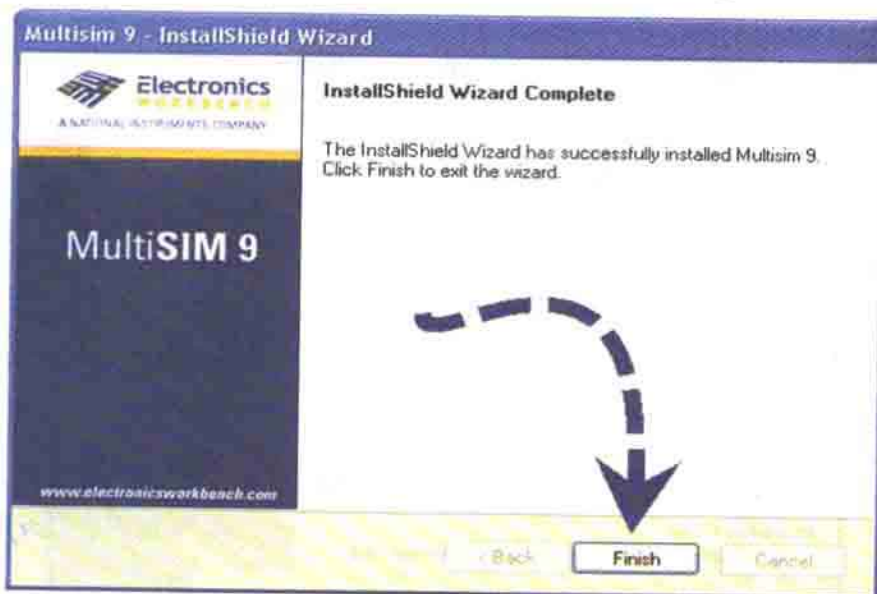 Multisim 9 - InstallShield Wizard
Electronics
WORKBENCH
A NATIONAL INSTRUMENTS COMPANY
InstallShield Wizard Complete
The InstallShield Wizard has successfully installed Multisim 9.
Click Finish to exit the wizard.
MultiSIM 9
www.electronicsworkbench.com
< Back
Finish
Cancel